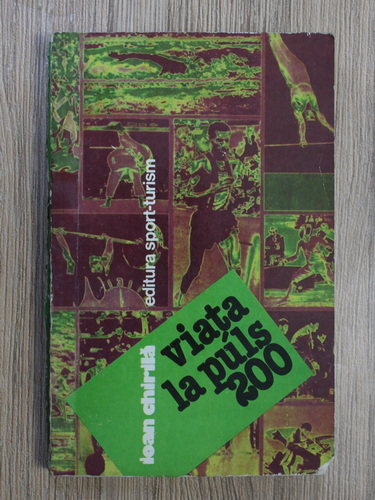 ioan chirilă
viața
la puls
200
editura sport-turism